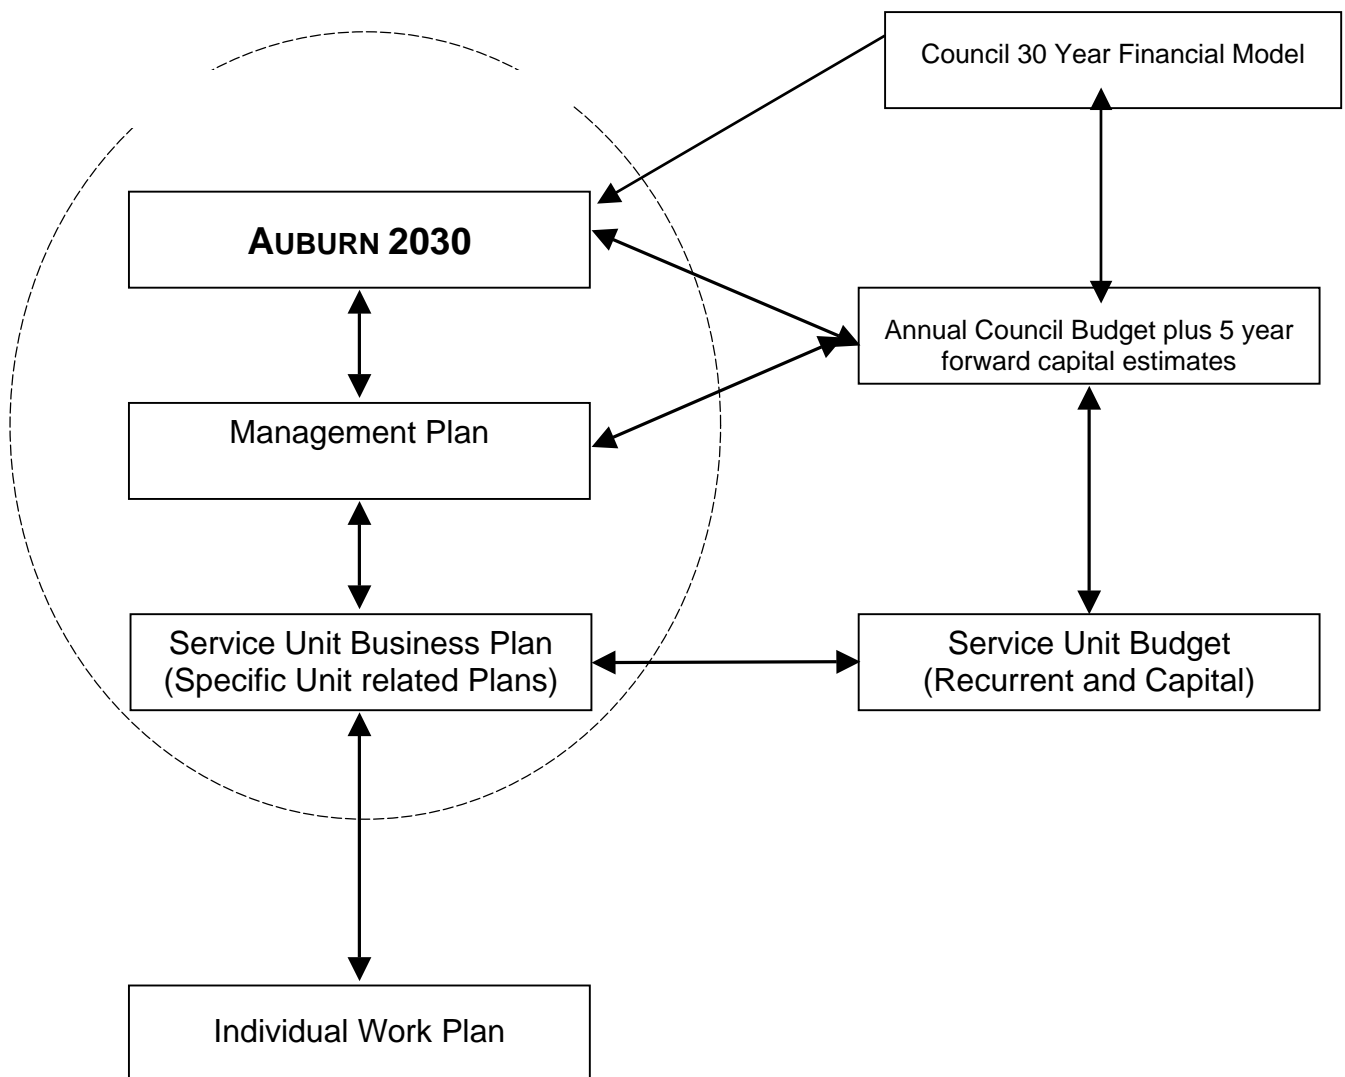 Council 30 Year Financial Model
AUBURN 2030
Annual Council Budget plus 5 year
forward capital estimates
Management Plan
Service Unit Business Plan
(Specific Unit related Plans)
Service Unit Budget
(Recurrent and Capital)
Individual Work Plan